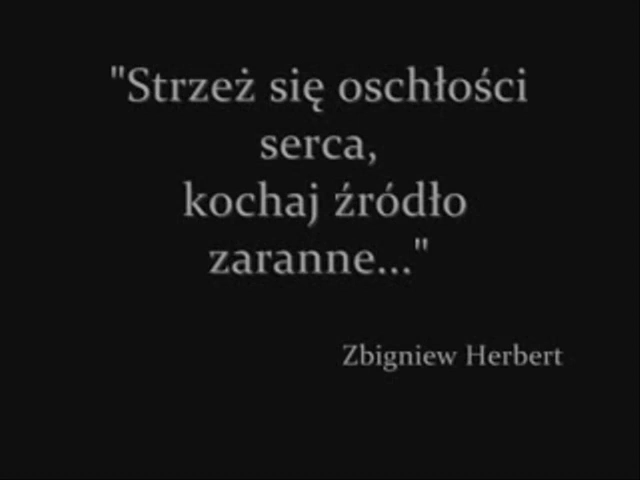 "Strzeż się oschłości
serca,
kochaj źródło
zaranne..."
Zbigniew Herbert